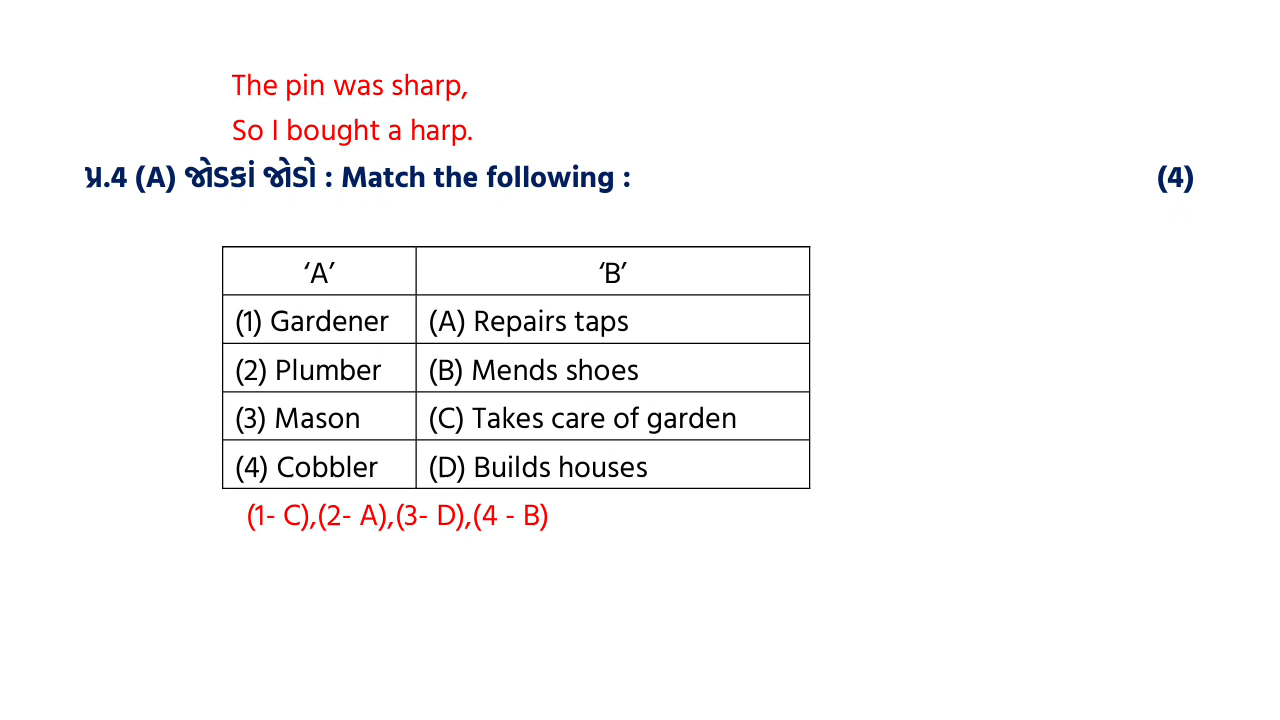 The pin was sharp,
So I bought a harp.
પ્ર.4 (A) જોડકાં જોડો : Match the following : (4)
‘A’ ‘B’
(1) Gardener (A) Repairs taps
(2) Plumber (B) Mends shoes
(3) Mason (C) Takes care of garden
(4) Cobbler (D) Builds houses
(1- C),(2- A),(3- D),(4 - B)